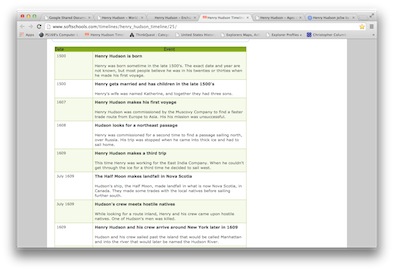 Henry Hudson Timeline
www.softschools.com/timelines/henry_hudson_timeline/25/
Apps
Date Event
1500 Henry Hudson is born
Henry was born sometime in the late 1500's. The exact date and year are
not known, but most people believe he was in his twenties or thirties when
he made his first voyage.
1500 Henry gots married and has children in the late 1500's
Henry's wife was named Katherine, and together they had three sons.
1607 Henry Hudson makes his first voyage
Henry Hudson was commissioned by the Muscovy Company to find a faster
trade route from Europe to Asia. His his mission was unsuccessful.
1608 Hudson looks for a northeast passage
Henry was commissioned for a second time to find a passage sailing north,
over Russia. His trip was stopped when he came into thick ice and had to
sail home.
1609 Henry Hudson makes a third trip
The time Henry was working for the East India Company. When he couldn't
get through the ice for a third time he decided to sail west.
July 1609 The Half Moon makes landfall in Nova Scotia
Hudson's ship, the Half Moon, made landfall in what is now Nova Scotia, in
Canada. They made some trades with the local natives before sailing
further south.
July 1609 Hudson's crew meets hostile natives
While looking for a route inland, Henry and his crew came upon hostile
natives. One of Hudson's men was killed.
1609 Henry Hudson and his crew arrive around New York later in 1609
Henry Hudson and his crew sailed past the island that would be called Manhattan
and into the river that would later be named the Hudson River.